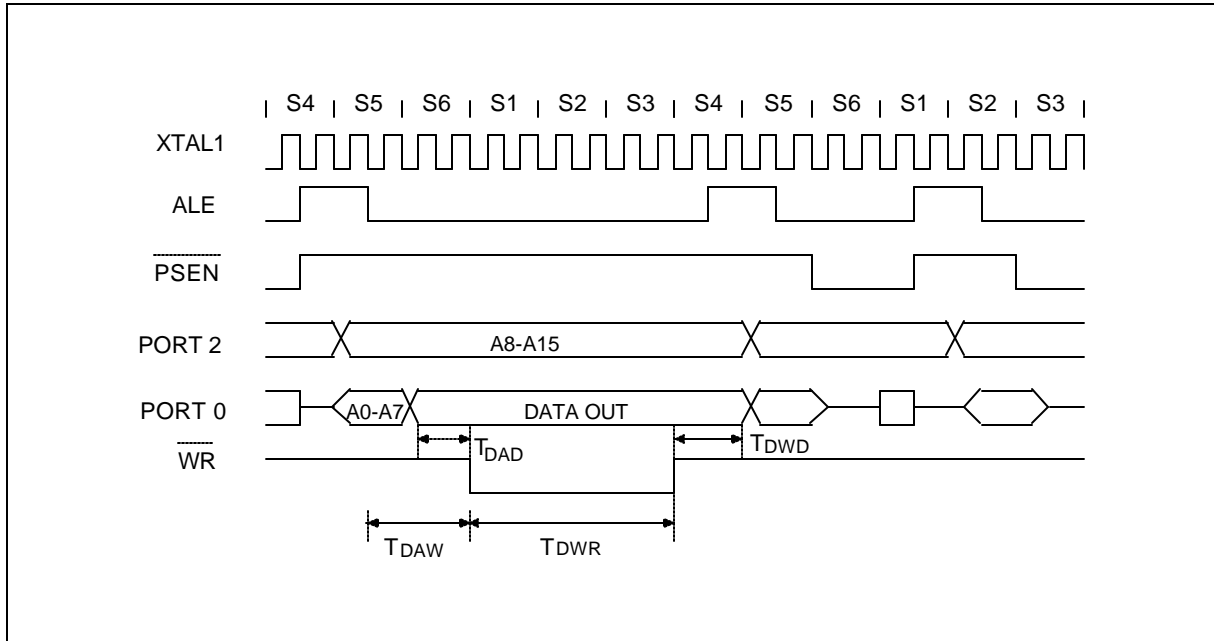 | S4 | S5 | S6 | S1 | S2 | S3 | S4 | S5 | S6 | S1 | S2 | S3 |
XTAL1
ALE
PSEN
PORT 2 A8-A15
PORT 0 A0-A7 DATA OUT
WR TDAD TDWD
TDAW TDWR